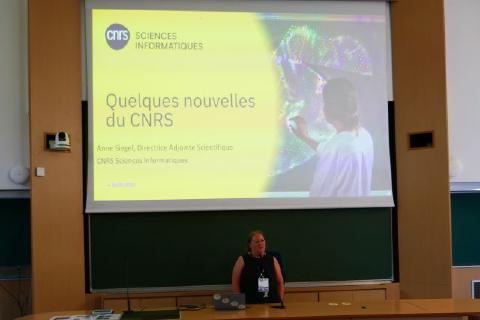 cnrs
SCIENCES
INFORMATIQUES
Quelques nouvelles
du CNRS
Anne Siegel, Directrice Adjointe Scientifique
CNRS Sciences Informatiques